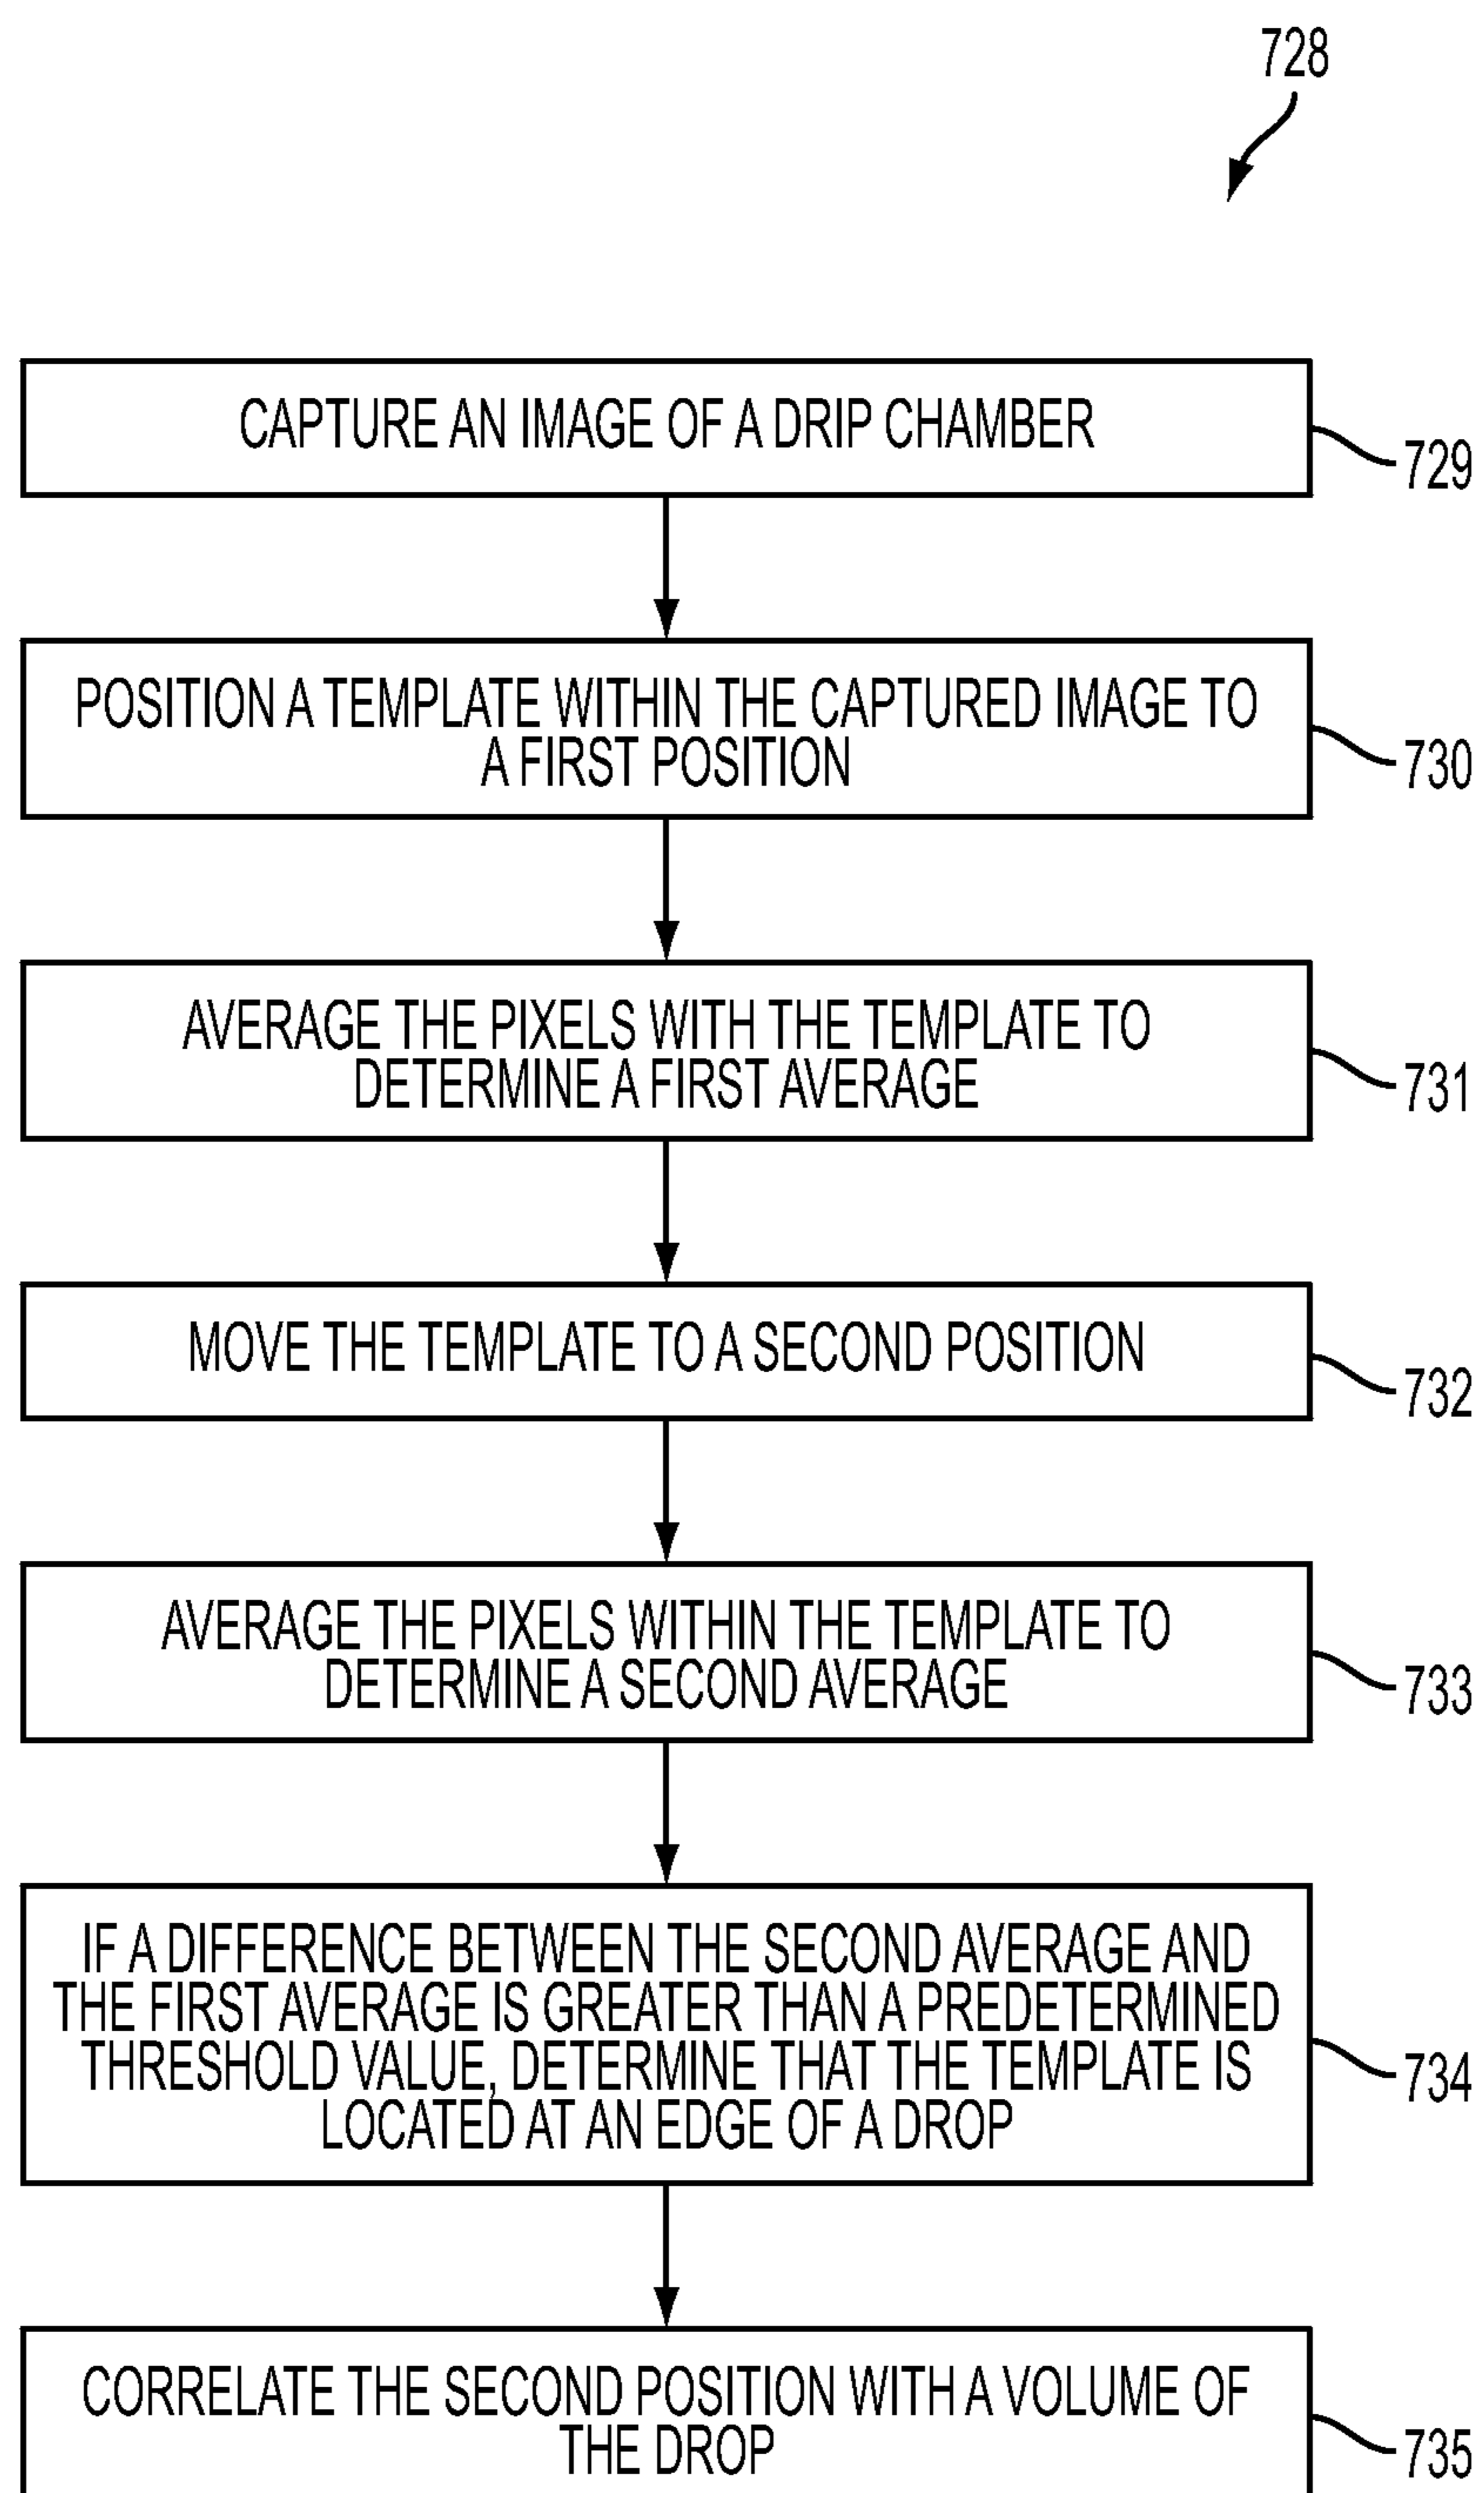 728
CAPTURE AN IMAGE OF A DRIP CHAMBER
729
POSITION A TEMPLATE WITHIN THE CAPTURED IMAGE TO
A FIRST POSITION
730
AVERAGE THE PIXELS WITH THE TEMPLATE TO
DETERMINE A FIRST AVERAGE
731
MOVE THE TEMPLATE TO A SECOND POSITION
732
AVERAGE THE PIXELS WITHIN THE TEMPLATE TO
DETERMINE A SECOND AVERAGE
733
IF A DIFFERENCE BETWEEN THE SECOND AVERAGE AND
THE FIRST AVERAGE IS GREATER THAN A PREDETERMINED
THRESHOLD VALUE, DETERMINE THAT THE TEMPLATE IS
LOCATED AT AN EDGE OF A DROP
734
CORRELATE THE SECOND POSITION WITH A VOLUME OF
THE DROP
735